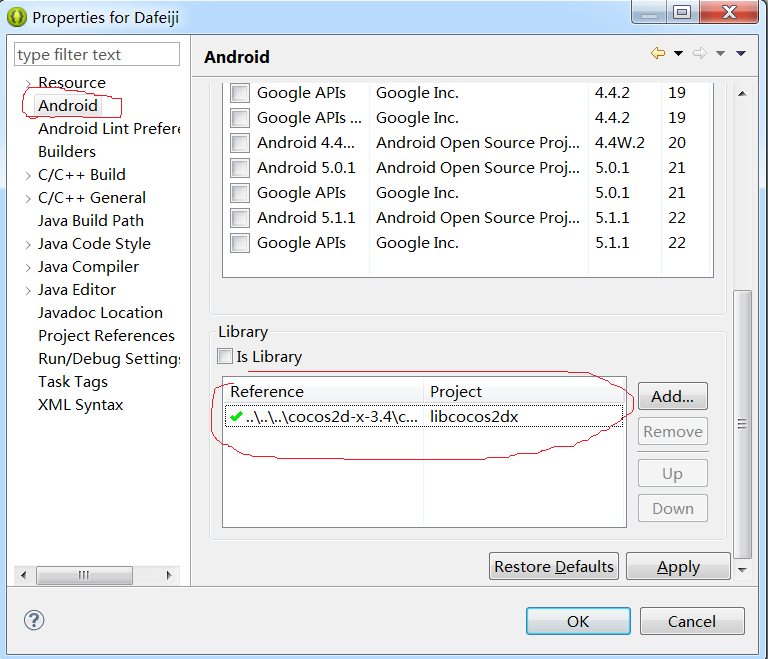 Properties for Dafeiji
type filter text
Android
Resource
Android
Android Lint Prefere
Builders
C/C++ Build
C/C++ General
Java Build Path
Java Code Style
Java Compiler
Java Editor
Javadoc Location
Project References
Run/Debug Settings
Task Tags
XML Syntax
Google APIs Google Inc. 4.4.2 19
Google APIs ... Google Inc. 4.4.2 19
Android 4.4... Android Open Source Proj... 4.4W.2 20
Android 5.0.1 Android Open Source Proj... 5.0.1 21
Google APIs Google Inc. 5.0.1 21
Android 5.1.1 Android Open Source Proj... 5.1.1 22
Google APIs Google Inc. 5.1.1 22
Library
Is Library
Reference Project
..\..\..\cocos2d-x-3.4\c... libcocos2dx
Add...
Remove
Up
Down
Restore Defaults Apply
OK Cancel